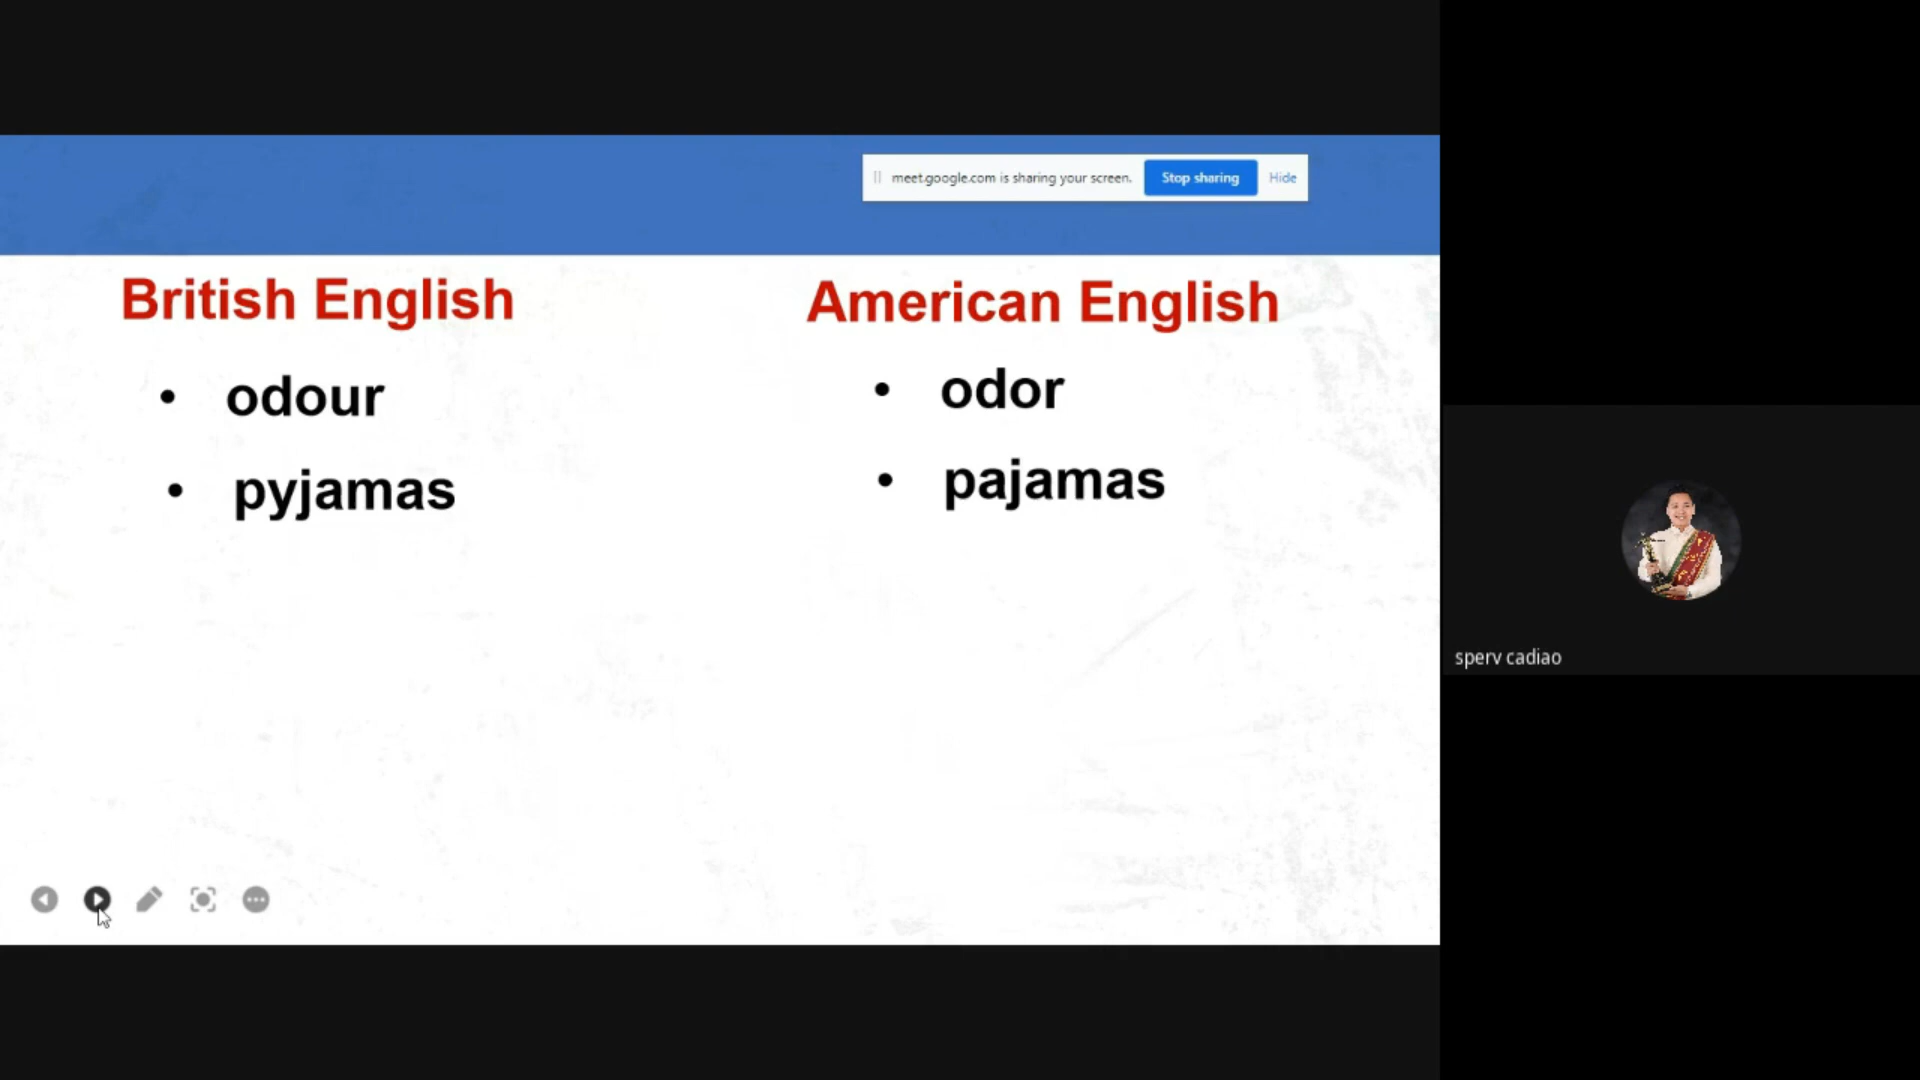 meet.google.com is sharing your screen. Stop sharing Hide
British English
• odour
• pyjamas
American English
• odor
• pajamas
sperv cadiao